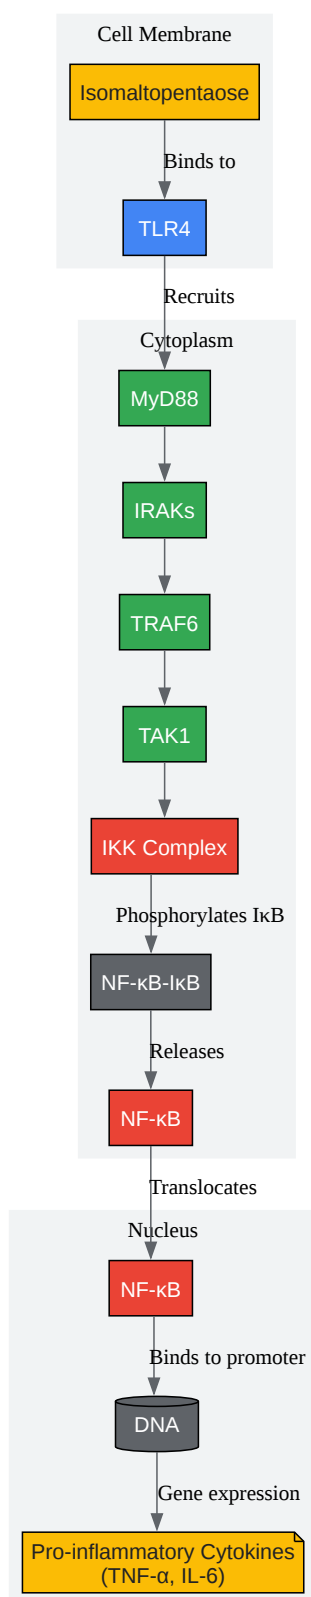 Cell Membrane
Isomaltopentaose
Binds to
TLR4
Recruits
Cytoplasm
MyD88
IRAKs
TRAF6
TAK1
IKK Complex
Phosphorylates IκB
NF-κB-IκB
Releases
NF-κB
Translocates
Nucleus
NF-κB
Binds to promoter
DNA
Gene expression
Pro-inflammatory Cytokines
(TNF-α, IL-6)